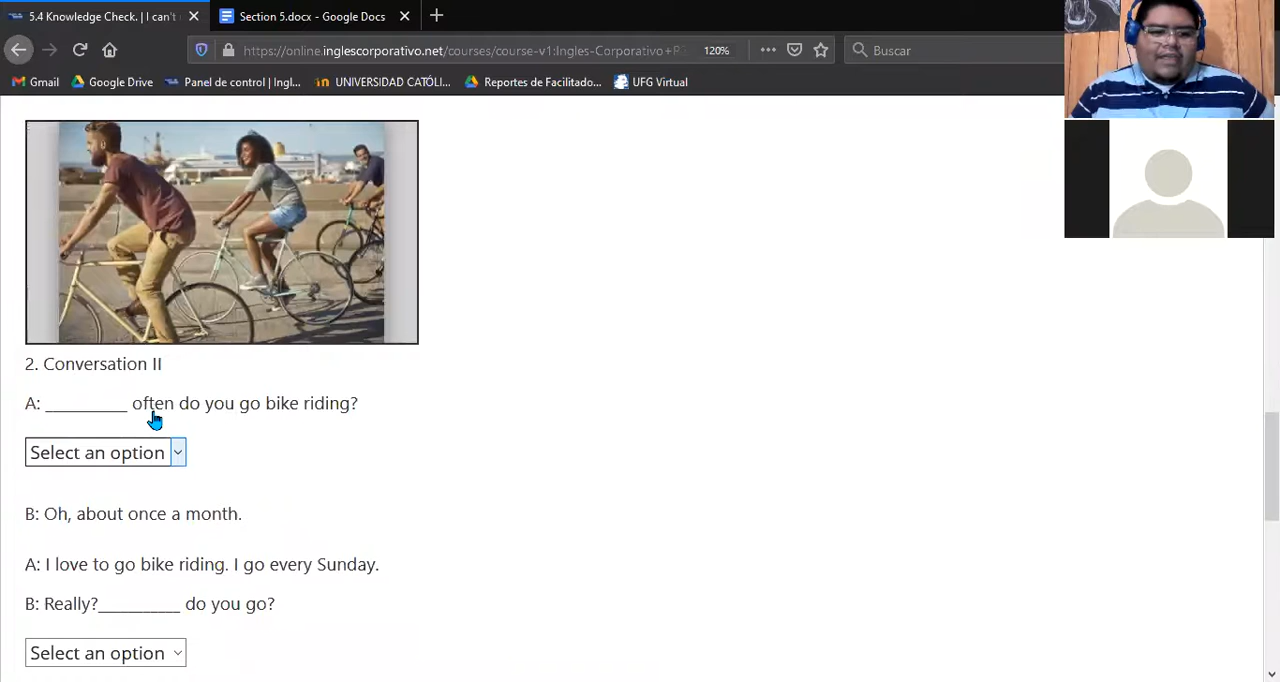 5.4 Knowledge Check. | I can't
Section 5.docx - Google Docs
https://online.inglescorporativo.net/courses/course-v1:Ingles-Corporativo+P
120%
Buscar
Gmail
Google Drive
Panel de control | Ingl...
UNIVERSIDAD CATÓLI...
Reportes de Facilitado...
UFG Virtual
2. Conversation II
A: __________ often do you go bike riding?
Select an option
B: Oh, about once a month.
A: I love to go bike riding. I go every Sunday.
B: Really?__________ do you go?
Select an option